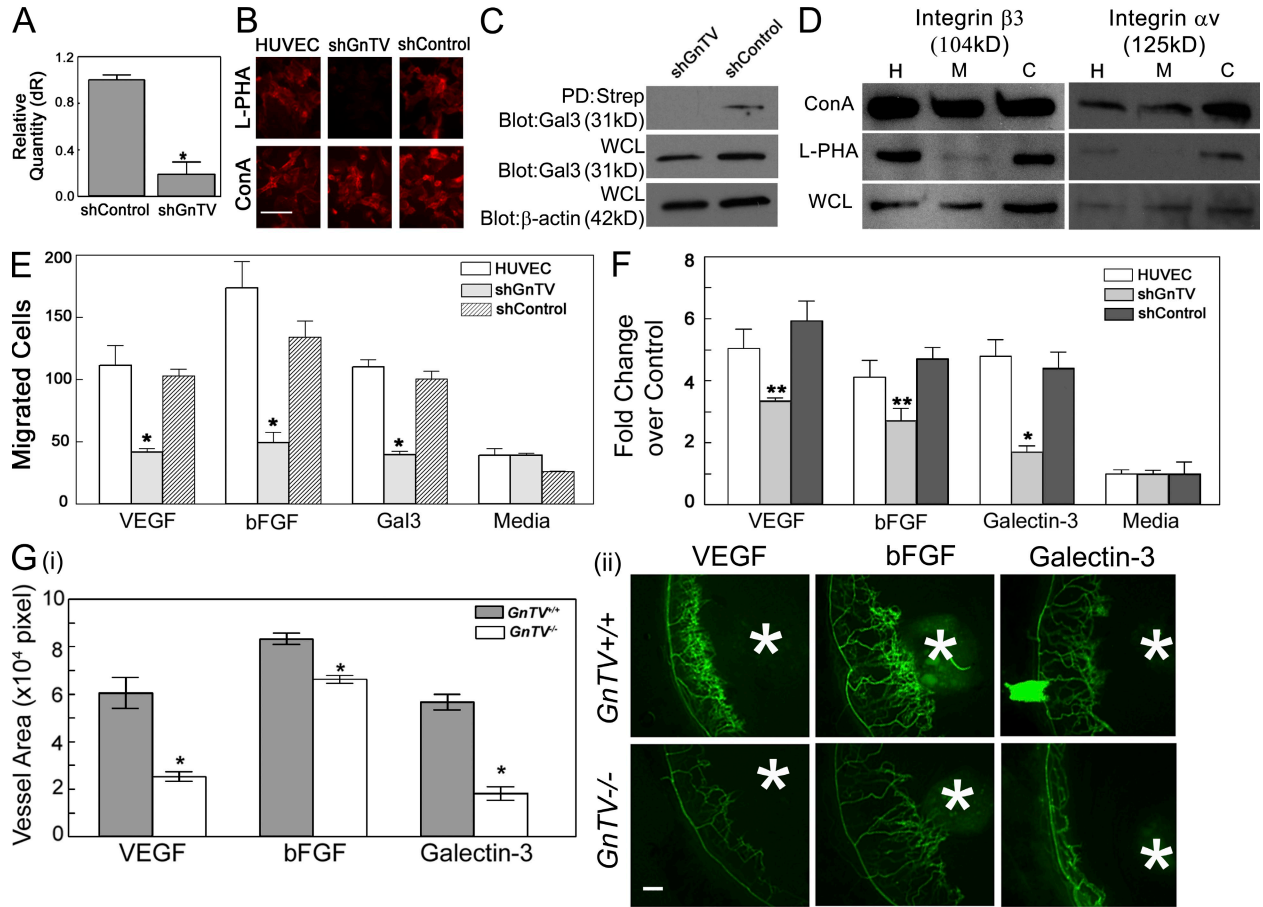 A
Relative
Quantity (dR)
1.2
0.8
0.4
0.0
*
shControl
shGnTV
B
HUVEC
shGnTV
shControl
L-PHA
ConA
C
shGnTV
shControl
PD:Strep
Blot:Gal3 (31kD)
WCL
Blot:Gal3 (31kD)
WCL
Blot:β-actin (42kD)
D
Integrin β3
(104kD)
Integrin αv
(125kD)
H M C H M C
ConA
L-PHA
WCL
E
Migrated Cells
200
150
100
50
0
HUVEC
shGnTV
shControl
* * *
VEGF bFGF Gal3 Media
F
Fold Change
over Control
8
6
4
2
0
HUVEC
shGnTV
shControl
** ** *
VEGF bFGF Galectin-3 Media
G (i)
Vessel Area (x10⁴ pixel)
10
8
6
4
2
0
GnTV+/+
GnTV-/-
* * *
VEGF bFGF Galectin-3
(ii)
VEGF bFGF Galectin-3
GnTV+/+
* * *
GnTV-/-
* * *